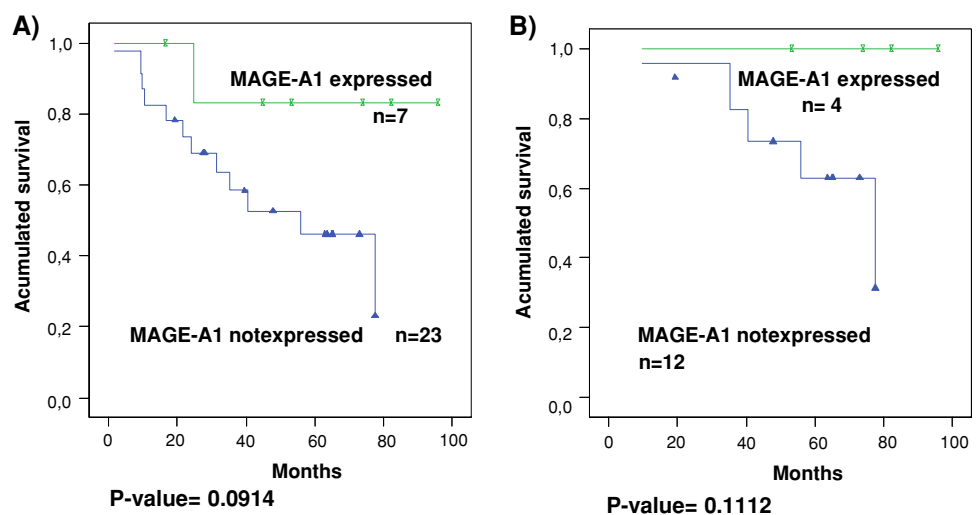 A)
Acumulated survival
1,0
0,8
0,6
0,4
0,2
0,0
MAGE-A1 expressed
n=7
MAGE-A1 notexpressed n=23
0 20 40 60 80 100
Months
P-value= 0.0914
B)
Acumulated survival
1,0
0,8
0,6
0,4
0,2
0,0
MAGE-A1 expressed
n= 4
MAGE-A1 notexpressed
n=12
0 20 40 60 80 100
Months
P-value= 0.1112